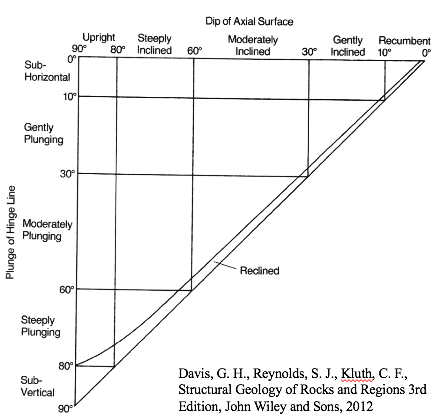 Dip of Axial Surface
Upright Steeply Inclined Moderately Inclined Gently Inclined Recumbent
90° 80° 60° 30° 10° 0°
0°
Sub-
Horizontal
10°
Gently
Plunging
30°
Plunge of Hinge Line
Moderately
Plunging
Reclined
60°
Steeply
Plunging
80°
Sub-
Vertical
90°
Davis, G. H., Reynolds, S. J., Kluth, C. F.,
Structural Geology of Rocks and Regions 3rd
Edition, John Wiley and Sons, 2012